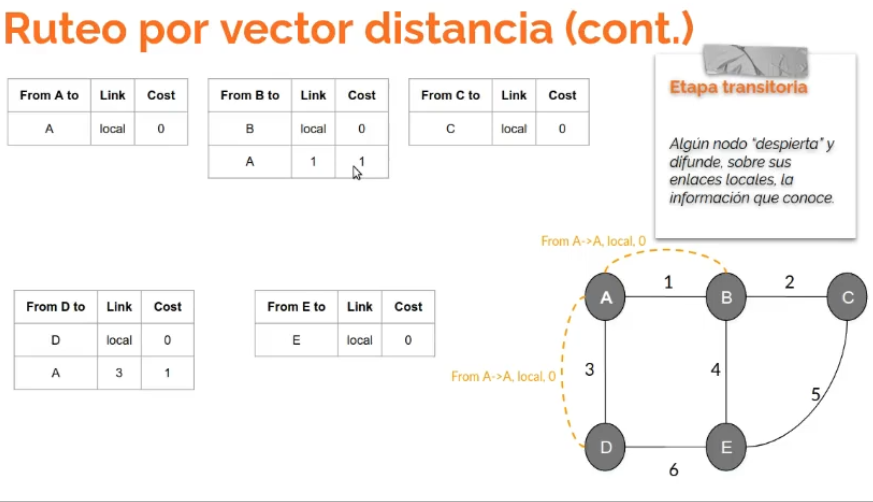 Ruteo por vector distancia (cont.)
From A to Link Cost
A local 0
From B to Link Cost
B local 0
A 1 1
From C to Link Cost
C local 0
Etapa transitoria
Algún nodo “despierta” y
difunde, sobre sus
enlaces locales, la
información que conoce.
From D to Link Cost
D local 0
A 3 1
From E to Link Cost
E local 0
From A->A, local, 0
A 1 B 2 C
From A->A, local, 0
3 4 5
D E
6